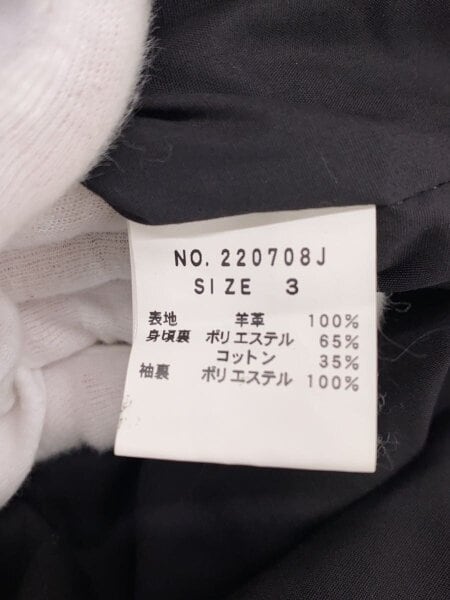 NO. 220708J
SIZE 3
表地 羊革 100%
身頃裏 ポリエステル 65%
コットン 35%
袖裏 ポリエステル 100%